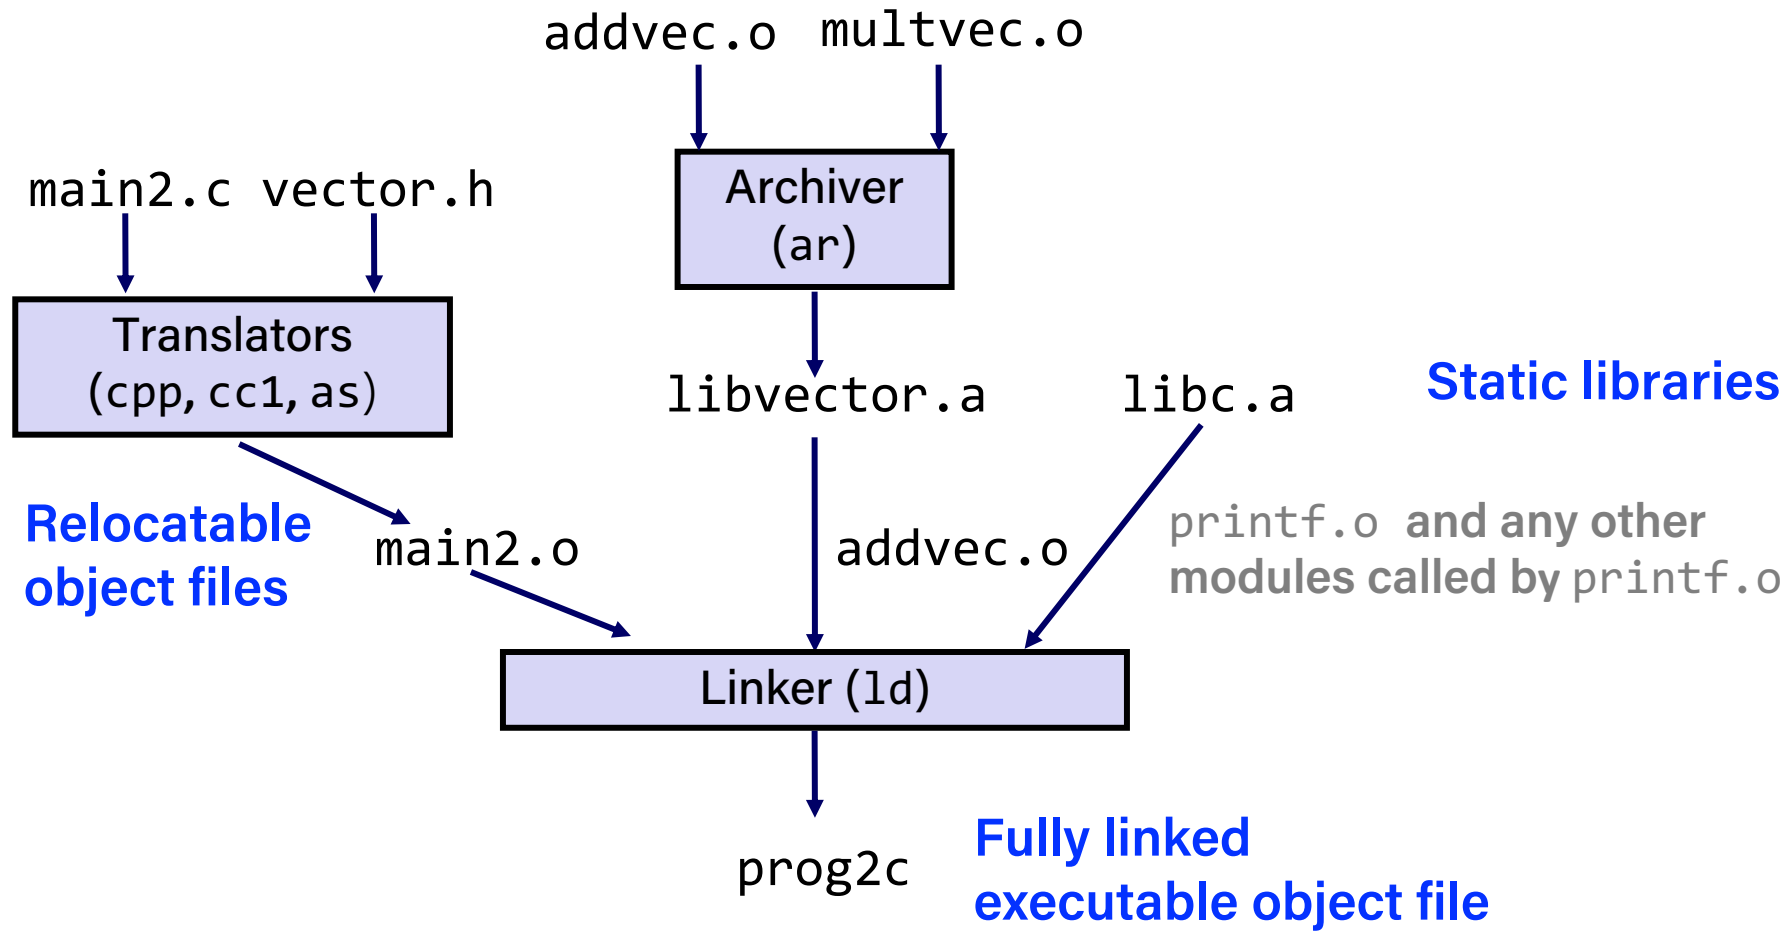 addvec.o multvec.o
main2.c vector.h
Archiver
(ar)
Translators
(cpp, cc1, as)
libvector.a
libc.a
Static libraries
Relocatable
object files
main2.o
addvec.o
printf.o and any other
modules called by printf.o
Linker (ld)
prog2c
Fully linked
executable object file